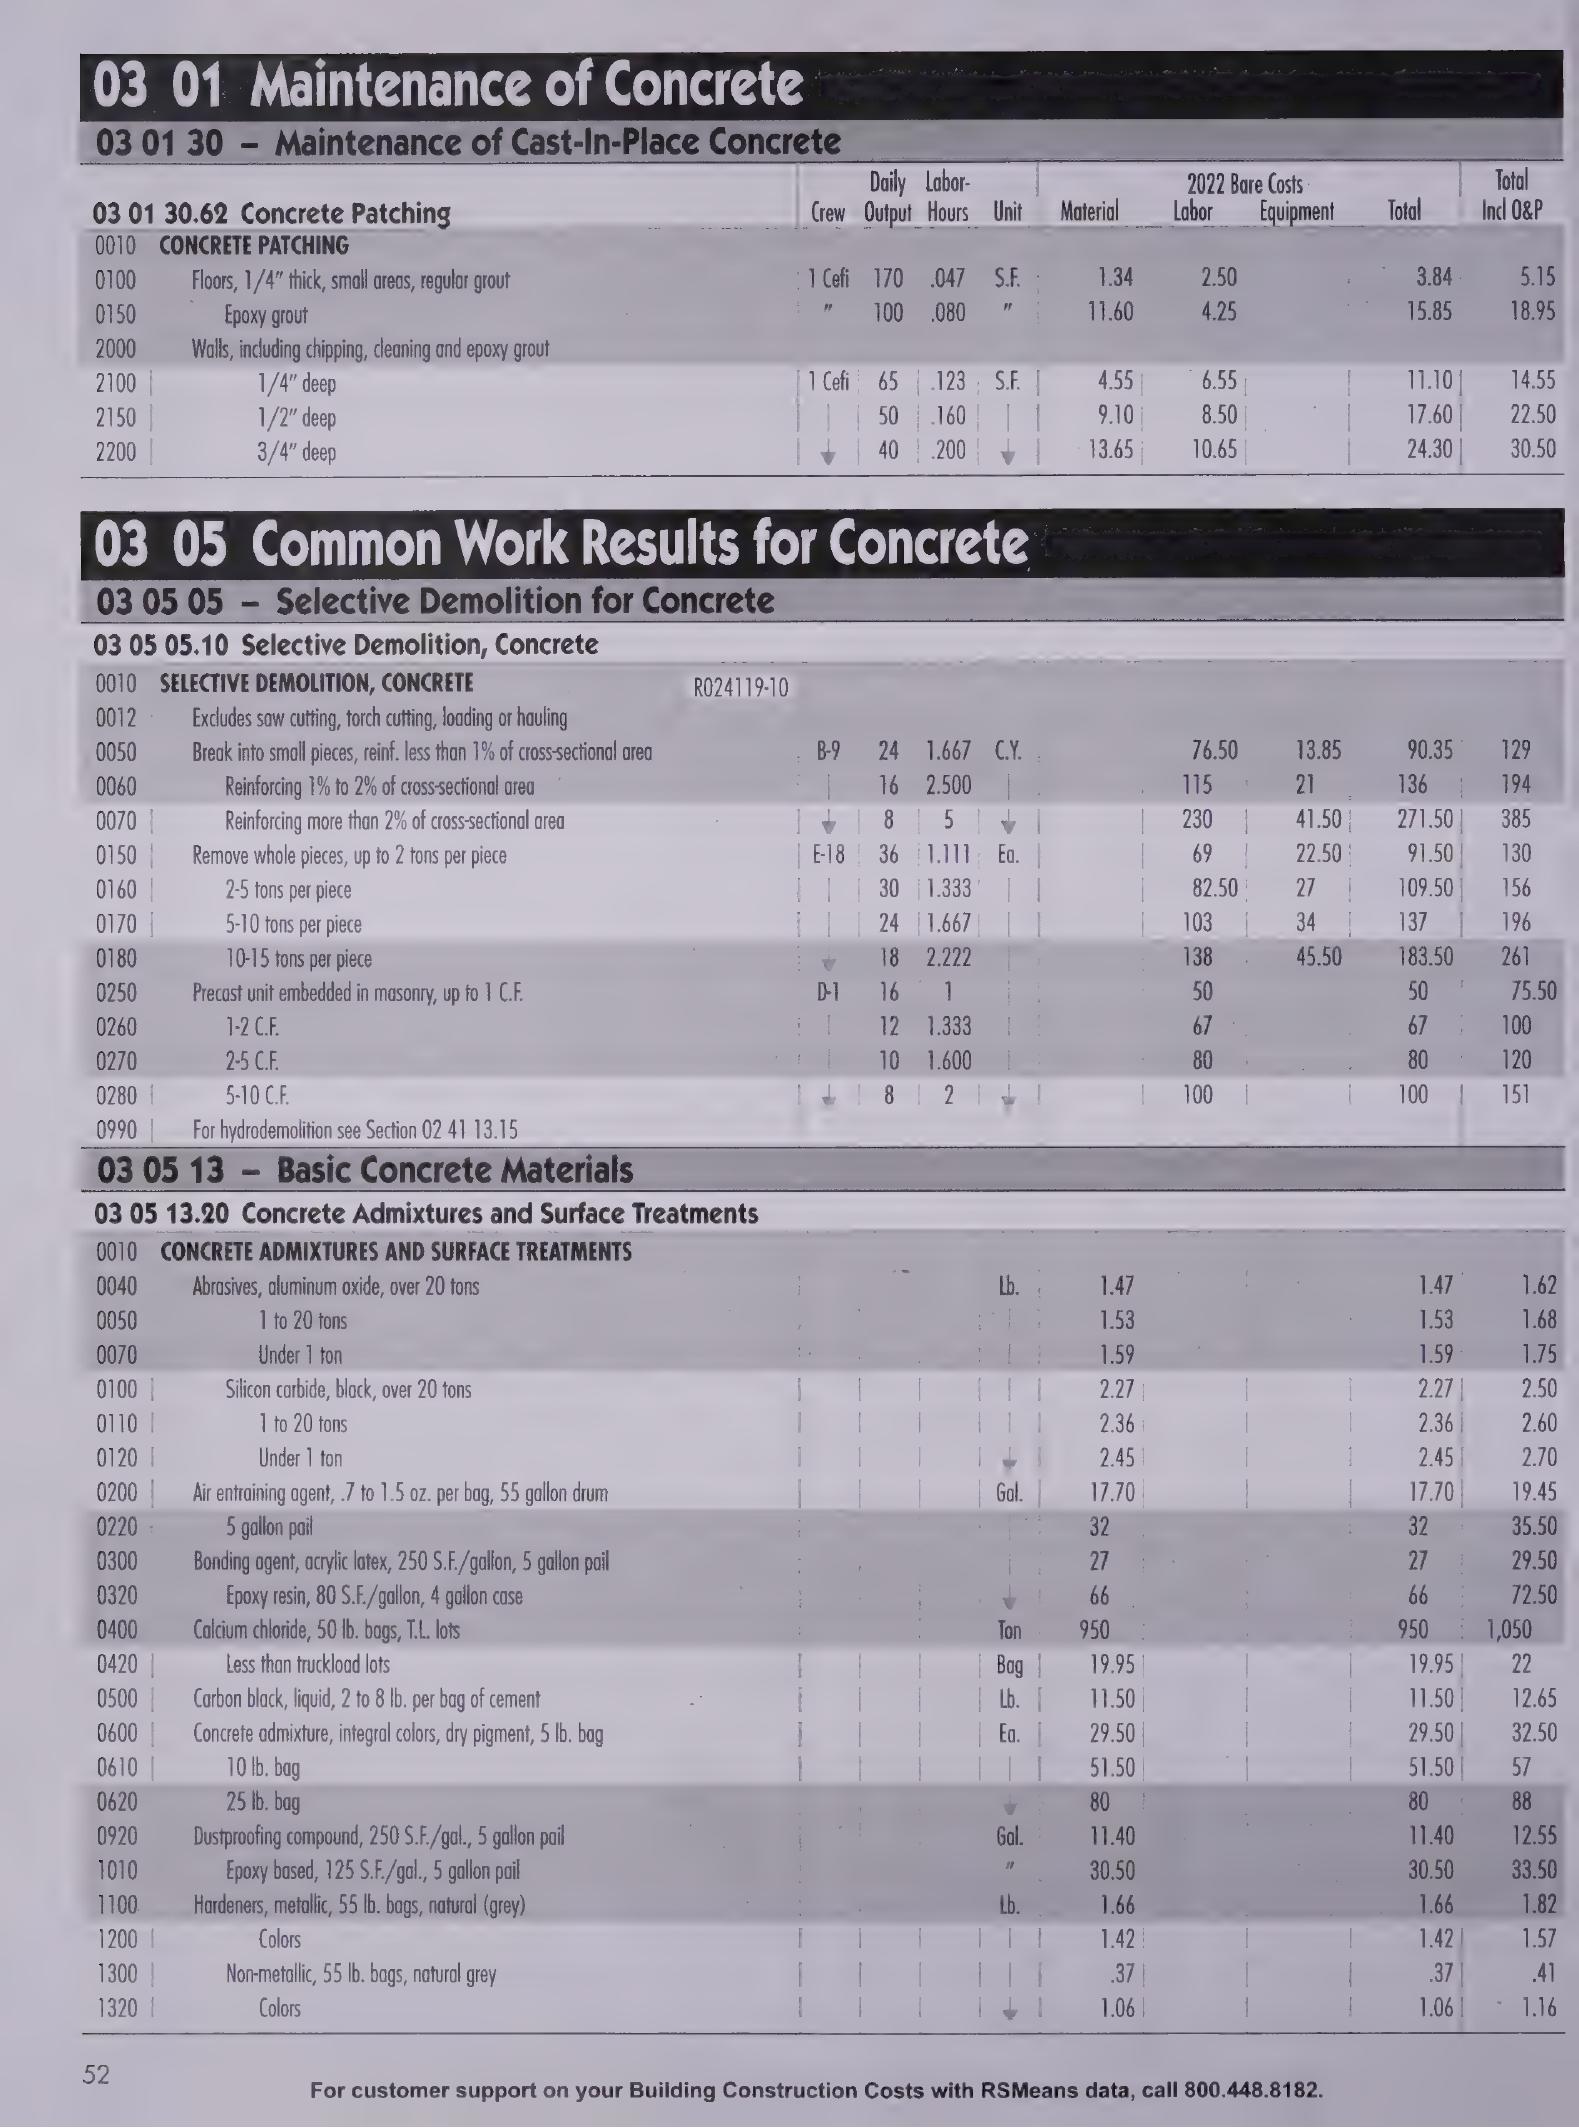 03 01 Maintenance of Concrete
03 01 30 – Maintenance of Cast-In-Place Concrete
Daily Labor- 2022 Bare Costs Total
03 01 30.62 Concrete Patching Crew Output Hours Unit Material Labor Equipment Total Incl O&P
0010 CONCRETE PATCHING
0100 Floors, 1/4" thick, small areas, regular grout 1 Cefi 170 .047 S.F. 1.34 2.50 3.84 5.15
0150 Epoxy grout " 100 .080 " 11.60 4.25 15.85 18.95
2000 Walls, including chipping, cleaning and epoxy grout
2100 1/4" deep 1 Cefi 65 .123 S.F. 4.55 6.55 11.10 14.55
2150 1/2" deep 50 .160 9.10 8.50 17.60 22.50
2200 3/4" deep 40 .200 13.65 10.65 24.30 30.50
03 05 Common Work Results for Concrete
03 05 05 – Selective Demolition for Concrete
03 05 05.10 Selective Demolition, Concrete
0010 SELECTIVE DEMOLITION, CONCRETE R024119-10
0012 Excludes saw cutting, torch cutting, loading or hauling
0050 Break into small pieces, reinf. less than 1% of cross-sectional area B-9 24 1.667 C.Y. 76.50 13.85 90.35 129
0060 Reinforcing 1% to 2% of cross-sectional area 16 2.500 115 21 136 194
0070 Reinforcing more than 2% of cross-sectional area 8 5 230 41.50 271.50 385
0150 Remove whole pieces, up to 2 tons per piece E-18 36 1.111 Ea. 69 22.50 91.50 130
0160 2-5 tons per piece 30 1.333 82.50 27 109.50 156
0170 5-10 tons per piece 24 1.667 103 34 137 196
0180 10-15 tons per piece 18 2.222 138 45.50 183.50 261
0250 Precast unit embedded in masonry, up to 1 C.F. D-1 16 1 50 50 75.50
0260 1-2 C.F. 12 1.333 67 67 100
0270 2-5 C.F. 10 1.600 80 80 120
0280 5-10 C.F. 8 2 100 100 151
0990 For hydrodemolition see Section 02 41 13.15
03 05 13 – Basic Concrete Materials
03 05 13.20 Concrete Admixtures and Surface Treatments
0010 CONCRETE ADMIXTURES AND SURFACE TREATMENTS
0040 Abrasives, aluminum oxide, over 20 tons Lb. 1.47 1.47 1.62
0050 1 to 20 tons 1.53 1.53 1.68
0070 Under 1 ton 1.59 1.59 1.75
0100 Silicon carbide, black, over 20 tons 2.27 2.27 2.50
0110 1 to 20 tons 2.36 2.36 2.60
0120 Under 1 ton 2.45 2.45 2.70
0200 Air entraining agent, .7 to 1.5 oz. per bag, 55 gallon drum Gal. 17.70 17.70 19.45
0220 5 gallon pail 32 32 35.50
0300 Bonding agent, acrylic latex, 250 S.F./gallon, 5 gallon pail 27 27 29.50
0320 Epoxy resin, 80 S.F./gallon, 4 gallon case 66 66 72.50
0400 Calcium chloride, 50 lb. bags, T.L. lots Ton 950 950 1,050
0420 Less than truckload lots Bag 19.95 19.95 22
0500 Carbon black, liquid, 2 to 8 lb. per bag of cement Lb. 11.50 11.50 12.65
0600 Concrete admixture, integral colors, dry pigment, 5 lb. bag Ea. 29.50 29.50 32.50
0610 10 lb. bag 51.50 51.50 57
0620 25 lb. bag 80 80 88
0920 Dustproofing compound, 250 S.F./gal., 5 gallon pail Gal. 11.40 11.40 12.55
1010 Epoxy based, 125 S.F./gal., 5 gallon pail " 30.50 30.50 33.50
1100 Hardeners, metallic, 55 lb. bags, natural (grey) Lb. 1.66 1.66 1.82
1200 Colors 1.42 1.42 1.57
1300 Non-metallic, 55 lb. bags, natural grey .37 .37 .41
1320 Colors 1.06 1.06 1.16
52
For customer support on your Building Construction Costs with RSMeans data, call 800.448.8182.